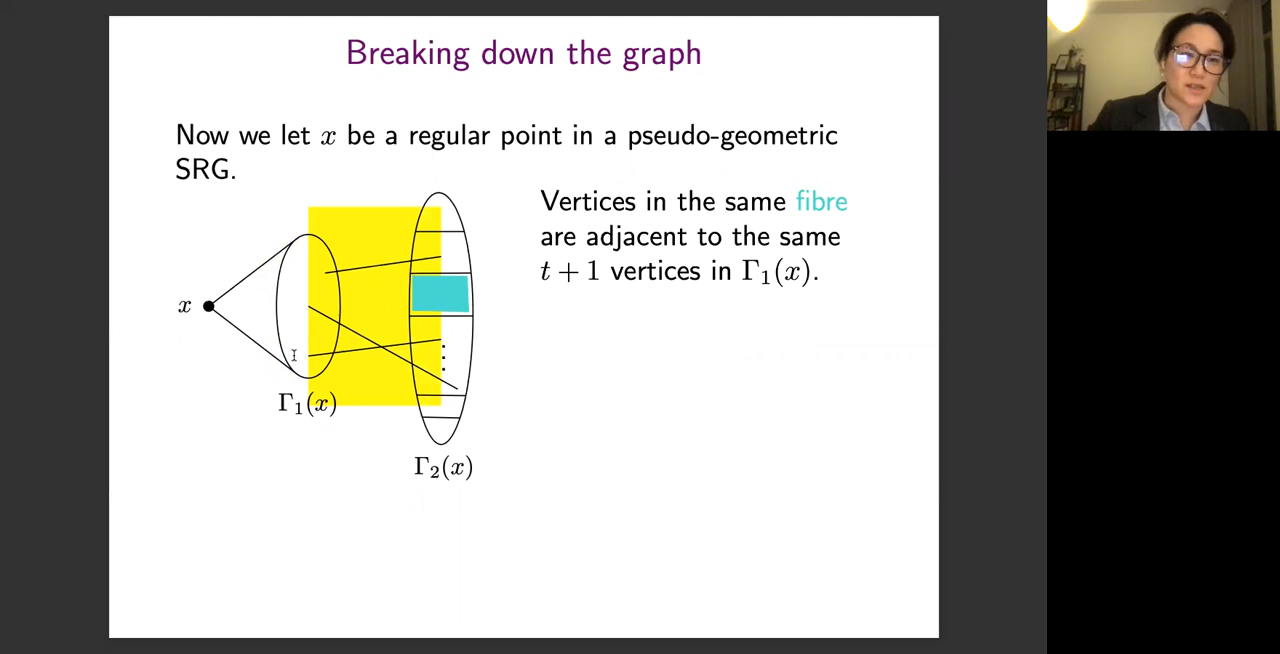 Breaking down the graph
Now we let x be a regular point in a pseudo-geometric
SRG.
Vertices in the same fibre
are adjacent to the same
t + 1 vertices in Γ₁(x).
x
Γ₁(x)
Γ₂(x)